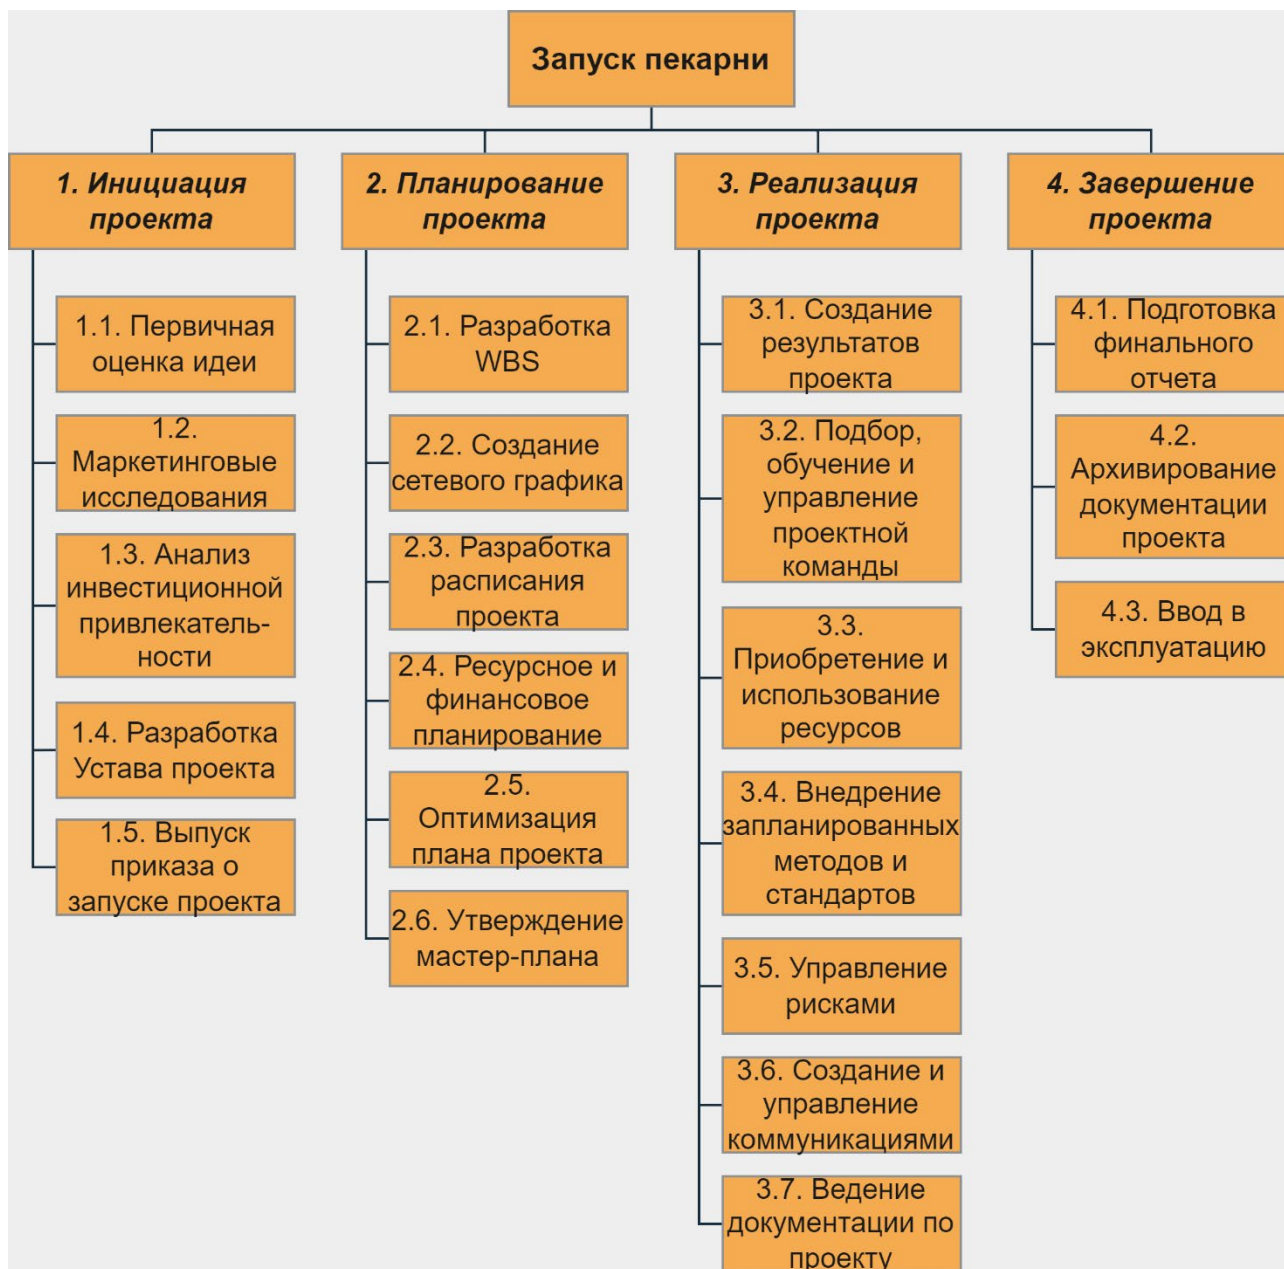 Запуск пекарни
1. Инициация
проекта
1.1. Первичная
оценка идеи
1.2.
Маркетинговые
исследования
1.3. Анализ
инвестиционной
привлекатель-
ности
1.4. Разработка
Устава проекта
1.5. Выпуск
приказа о
запуске проекта
2. Планирование
проекта
2.1. Разработка
WBS
2.2. Создание
сетевого графика
2.3. Разработка
расписания
проекта
2.4. Ресурсное и
финансовое
планирование
2.5.
Оптимизация
плана проекта
2.6. Утверждение
мастер-плана
3. Реализация
проекта
3.1. Создание
результатов
проекта
3.2. Подбор,
обучение и
управление
проектной
команды
3.3.
Приобретение и
использование
ресурсов
3.4. Внедрение
запланированных
методов и
стандартов
3.5. Управление
рисками
3.6. Создание и
управление
коммуникациями
3.7. Ведение
документации по
проекту
4. Завершение
проекта
4.1. Подготовка
финального
отчета
4.2.
Архивирование
документации
проекта
4.3. Ввод в
эксплуатацию